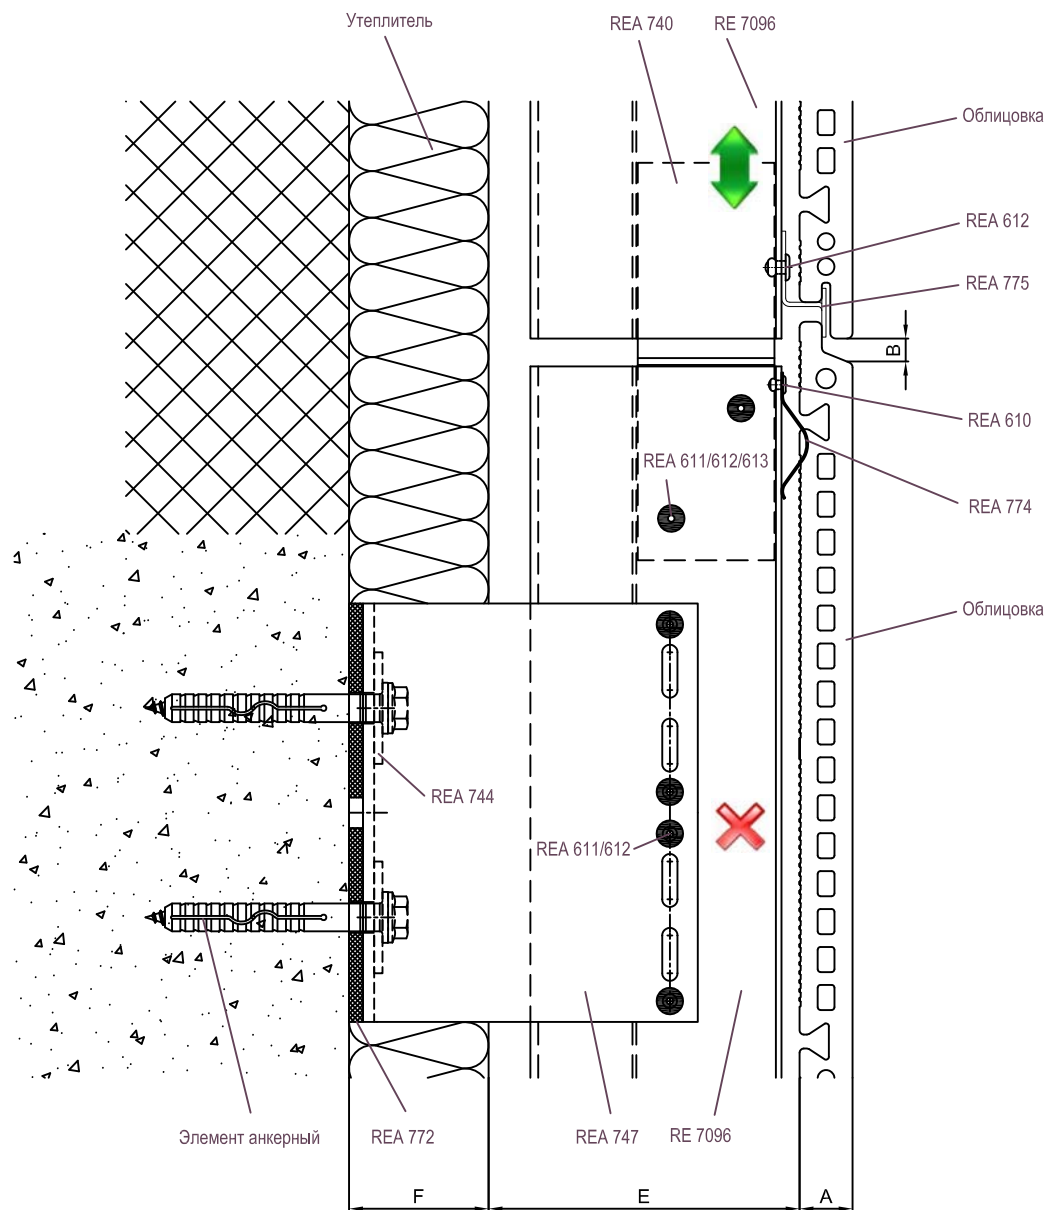 Утеплитель
REA 740
RE 7096
Облицовка
REA 612
REA 775
B
REA 610
REA 611/612/613
REA 774
Облицовка
REA 744
REA 611/612
Элемент анкерный
REA 772
REA 747
RE 7096
F
E
A